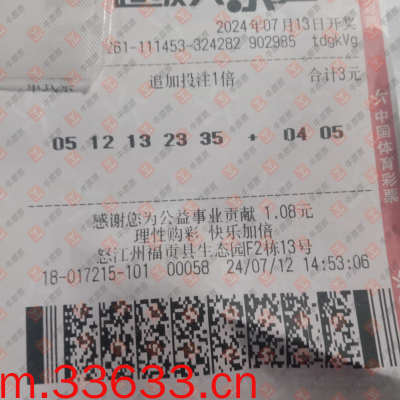 2024年07月13日开奖
261-111453-324282 902985 tdgkVg
追加投注1倍 合计3元
05 12 13 23 35 + 04 05
感谢您为公益事业贡献 1.08元
理性购彩 快乐加倍
怒江州福贡县生态园F2栋13号
18-017215-101 00058 24/07/12 14:53:06
中国体育彩
m.33633.cn